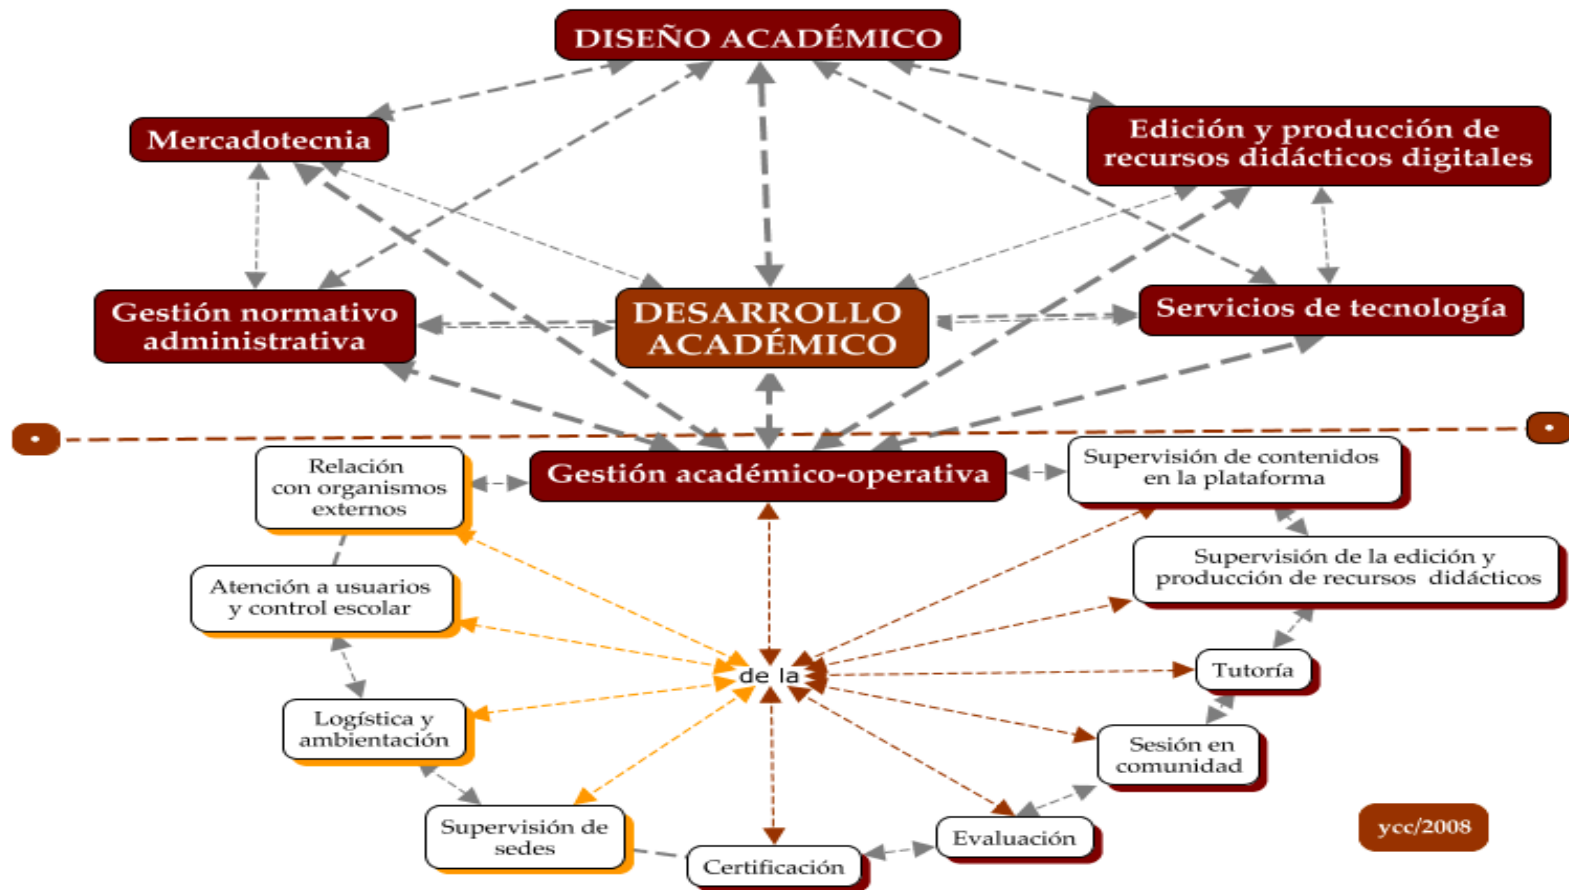 DISEÑO ACADÉMICO
Mercadotecnia
Edición y producción de
recursos didácticos digitales
Gestión normativo
administrativa
DESARROLLO
ACADÉMICO
Servicios de tecnología
Gestión académico-operativa
Relación
con organismos
externos
Supervisión de contenidos
en la plataforma
Atención a usuarios
y control escolar
Supervisión de la edición y
producción de recursos didácticos
de la
Tutoría
Logística y
ambientación
Sesión en
comunidad
Supervisión de
sedes
Evaluación
Certificación
ycc/2008